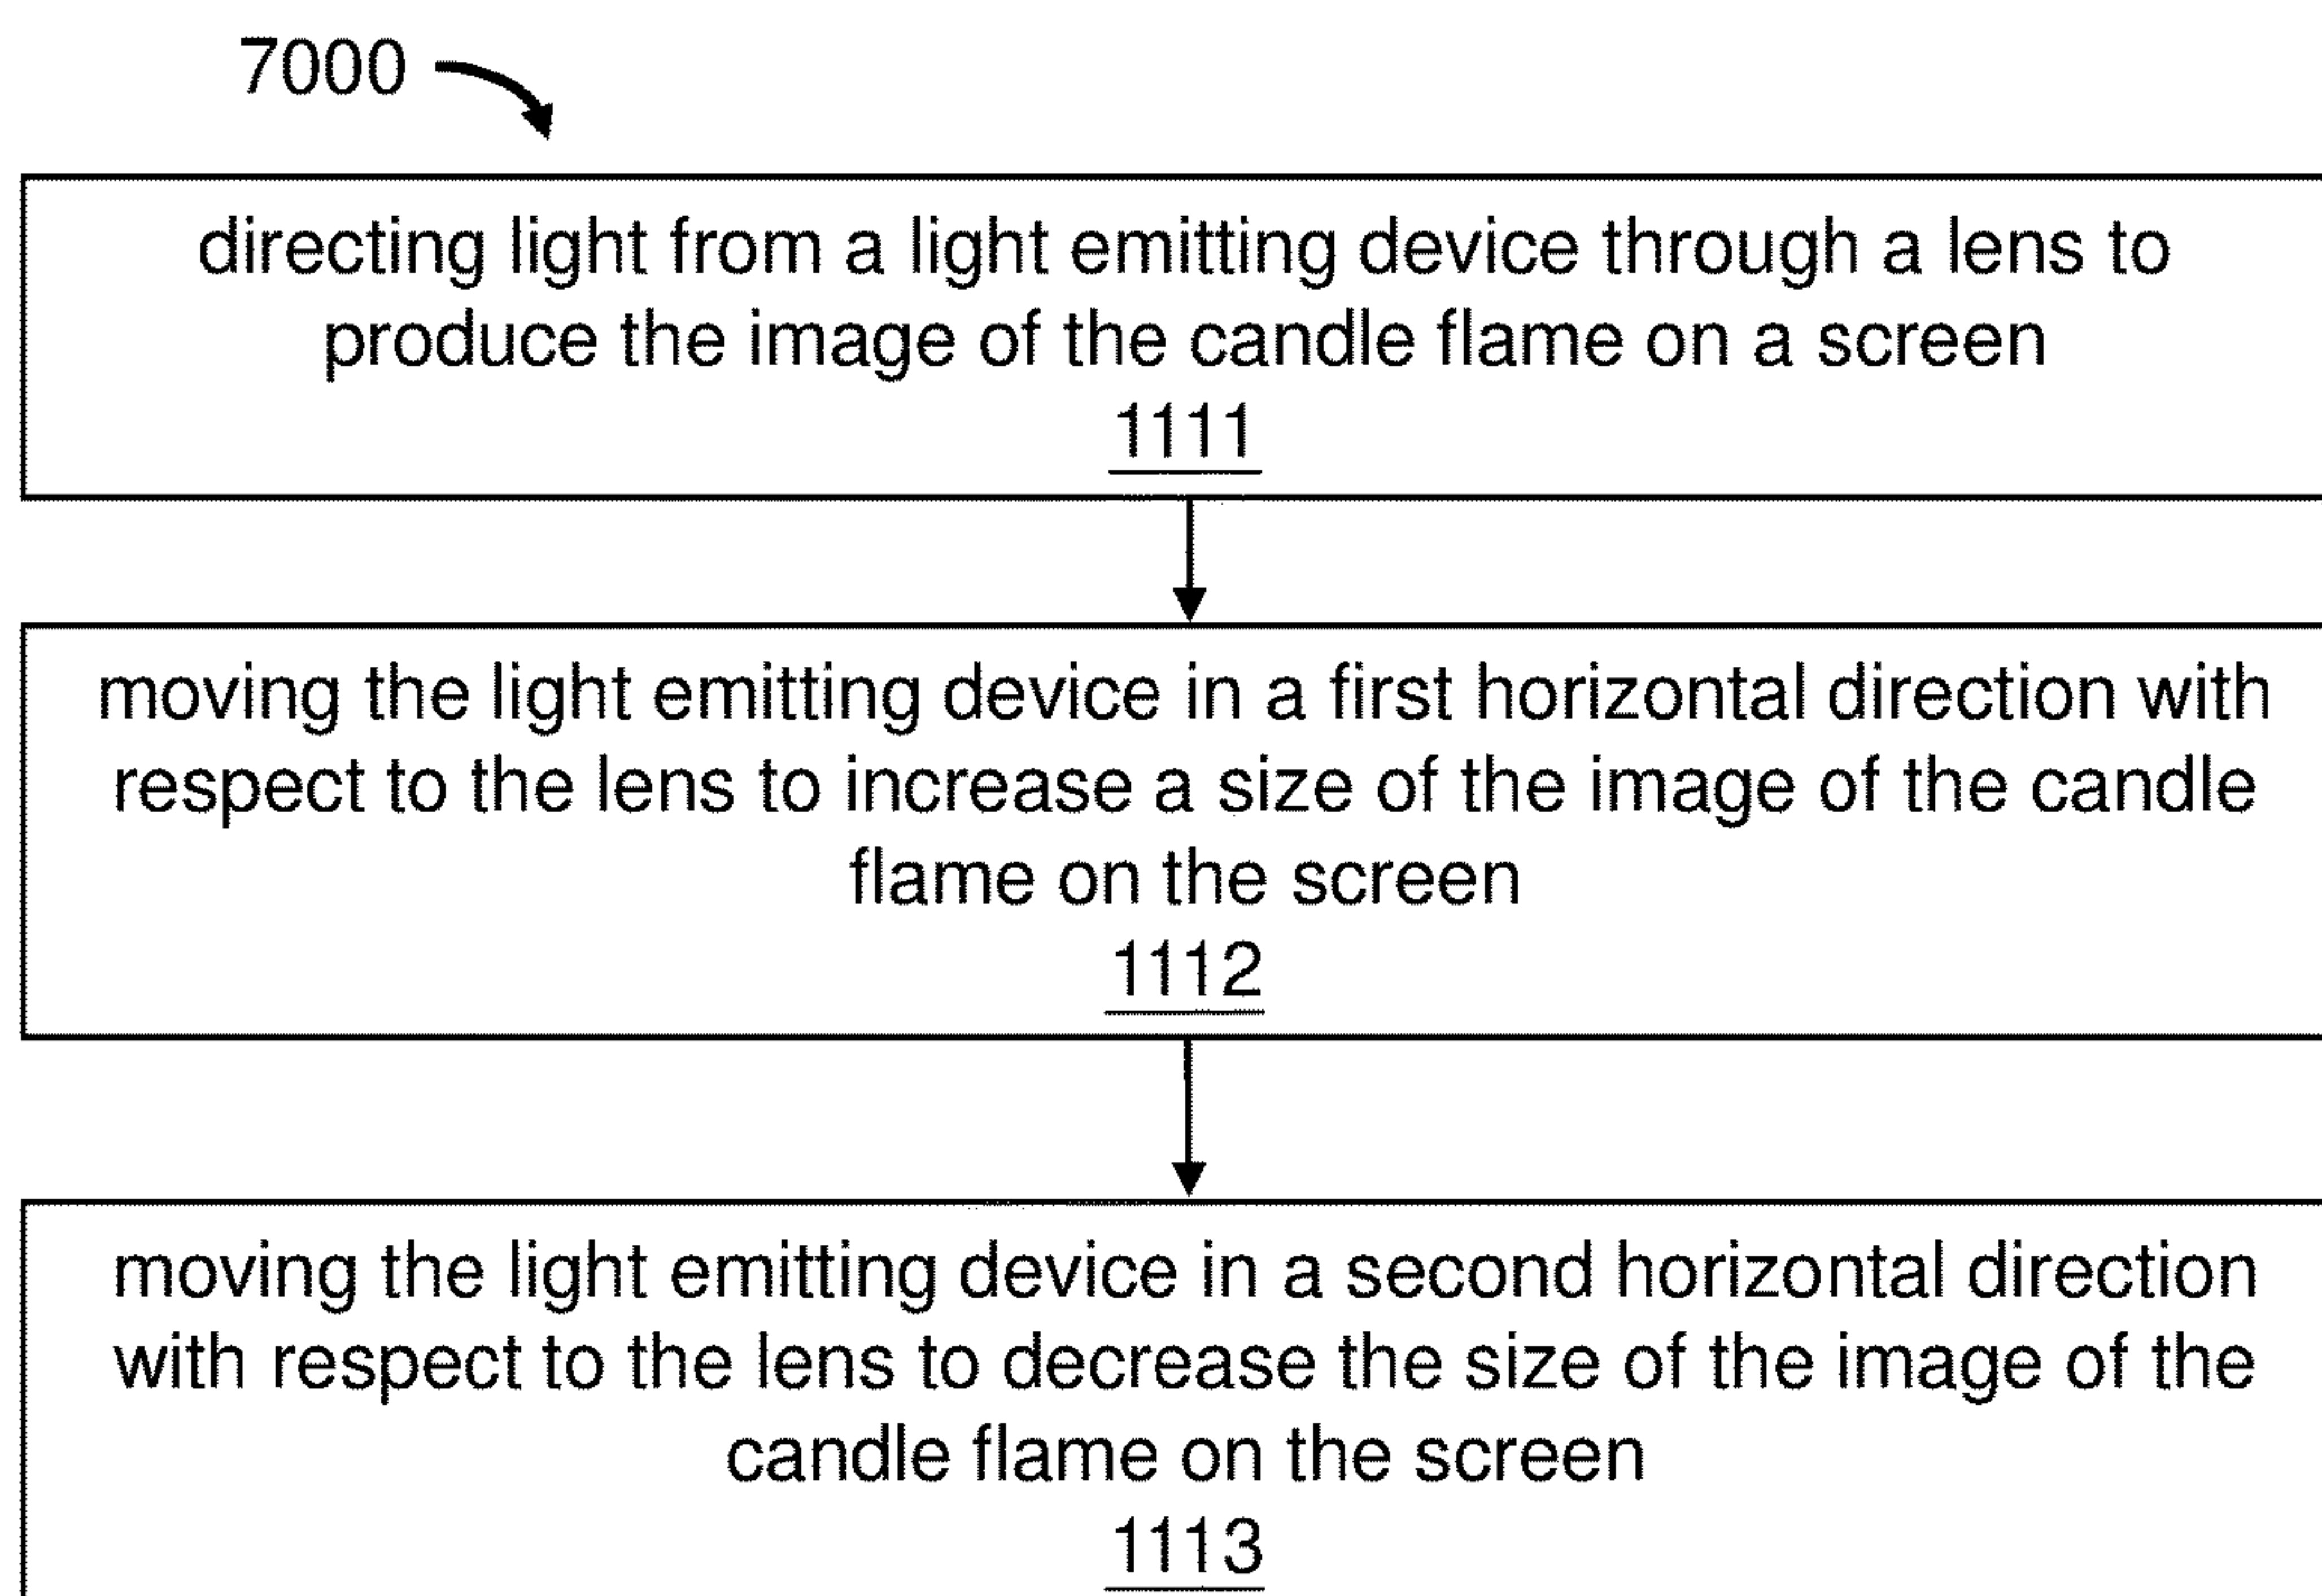 7000
directing light from a light emitting device through a lens to
produce the image of the candle flame on a screen
1111
moving the light emitting device in a first horizontal direction with
respect to the lens to increase a size of the image of the candle
flame on the screen
1112
moving the light emitting device in a second horizontal direction
with respect to the lens to decrease the size of the image of the
candle flame on the screen
1113